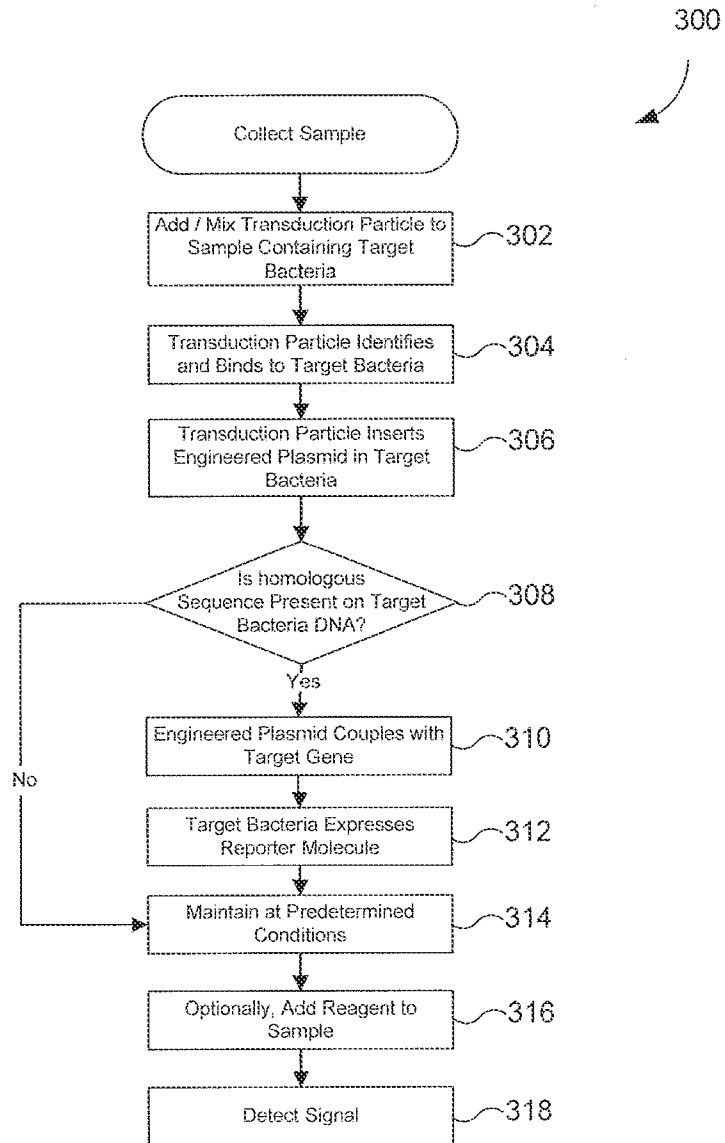 300
Collect Sample
Add / Mix Transduction Particle to
Sample Containing Target
Bacteria
302
Transduction Particle Identifies
and Binds to Target Bacteria
304
Transduction Particle Inserts
Engineered Plasmid in Target
Bacteria
306
Is homologous
Sequence Present on Target
Bacteria DNA?
308
Yes
Engineered Plasmid Couples with
Target Gene
310
No
Target Bacteria Expresses
Reporter Molecule
312
Maintain at Predetermined
Conditions
314
Optionally, Add Reagent to
Sample
316
Detect Signal
318